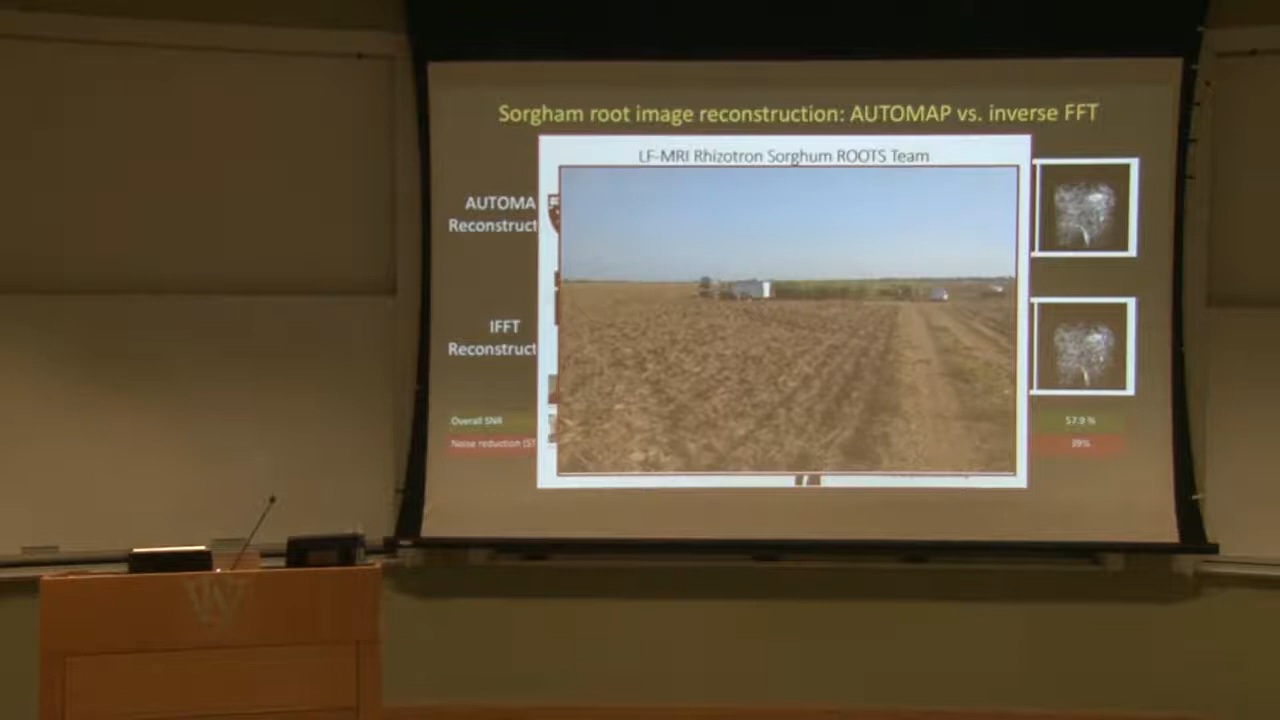 Sorgham root image reconstruction: AUTOMAP vs. inverse FFT
LF-MRI Rhizotron Sorghum ROOTS Team
AUTOMA
Reconstruct
IFFT
Reconstruct
Overall SNR
57.9 %
Noise reduction (ST
39%
W